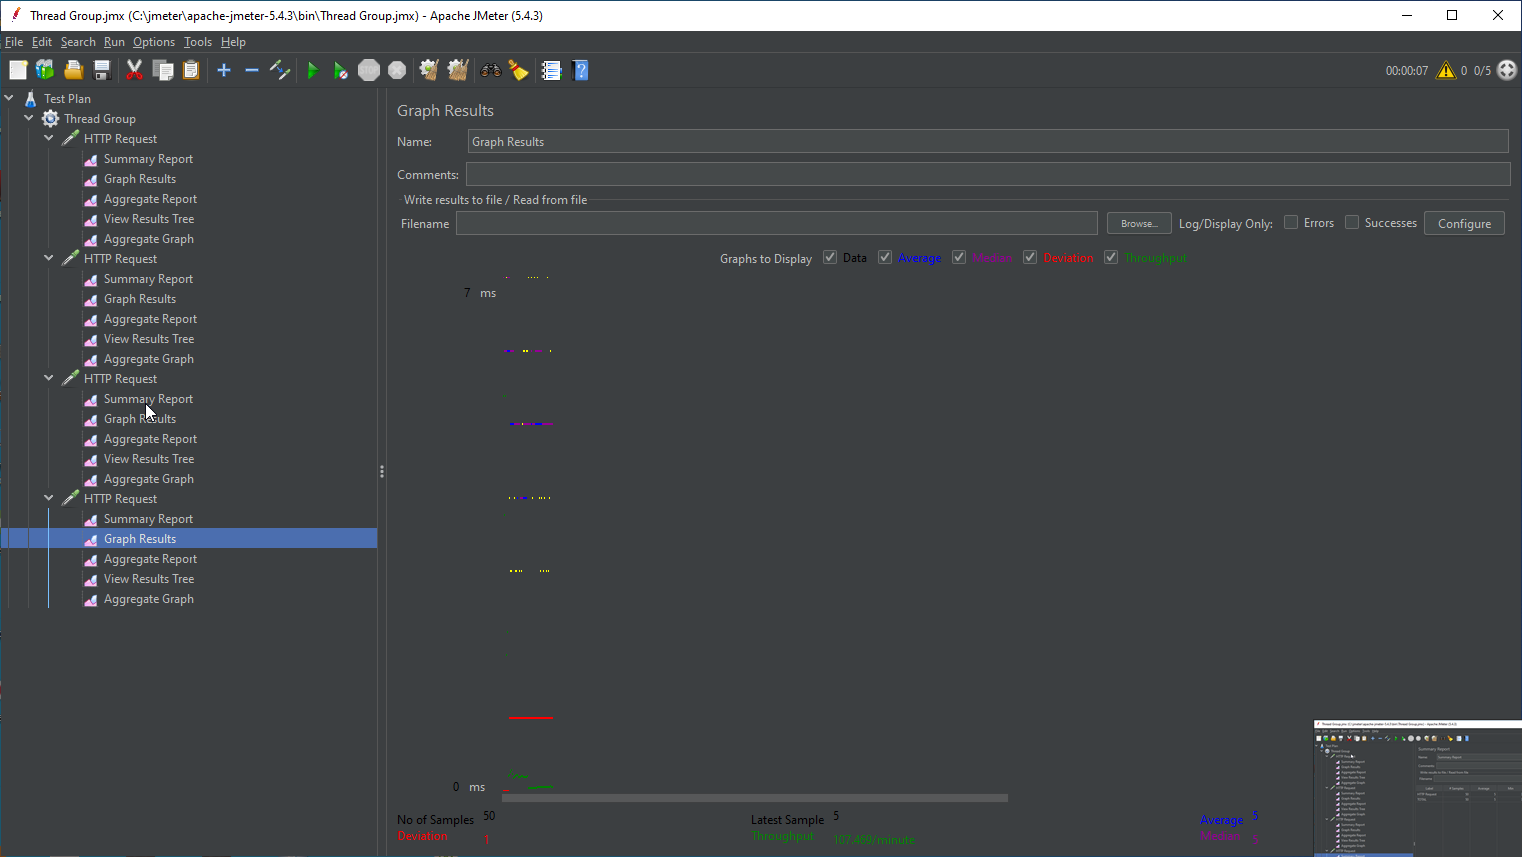 Thread Group.jmx (C:\jmeter\apache-jmeter-5.4.3\bin\Thread Group.jmx) - Apache JMeter (5.4.3)
File Edit Search Run Options Tools Help
STOP
00:00:07 0 0/5
Test Plan
Thread Group
HTTP Request
Summary Report
Graph Results
Aggregate Report
View Results Tree
Aggregate Graph
HTTP Request
Summary Report
Graph Results
Aggregate Report
View Results Tree
Aggregate Graph
HTTP Request
Summary Report
Graph Results
Aggregate Report
View Results Tree
Aggregate Graph
HTTP Request
Summary Report
Graph Results
Aggregate Report
View Results Tree
Aggregate Graph
Graph Results
Name: Graph Results
Comments:
Write results to file / Read from file
Filename Browse... Log/Display Only: Errors Successes Configure
Graphs to Display Data Average Median Deviation Throughput
7 ms
0 ms
No of Samples 50 Latest Sample 5 Average 5
Deviation 1 Throughput 107.469/minute Median